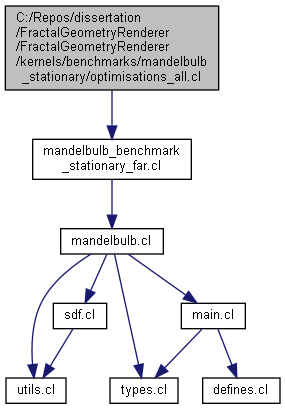 C:/Repos/dissertation
/FractalGeometryRenderer
/FractalGeometryRenderer
/kernels/benchmarks/mandelbulb
_stationary/optimisations_all.cl
mandelbulb_benchmark
_stationary_far.cl
mandelbulb.cl
sdf.cl
main.cl
utils.cl
types.cl
defines.cl